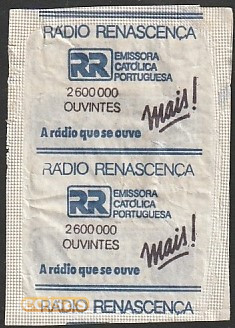 RÁDIO RENASCENÇA
RR EMISSORA
CATÓLICA
PORTUGUESA
2 600 000
OUVINTES
Mais!
A rádio que se ouve
RÁDIO RENASCENÇA
RR EMISSORA
CATÓLICA
PORTUGUESA
2 600 000
OUVINTES
Mais!
A rádio que se ouve
RÁDIO RENASCENÇA